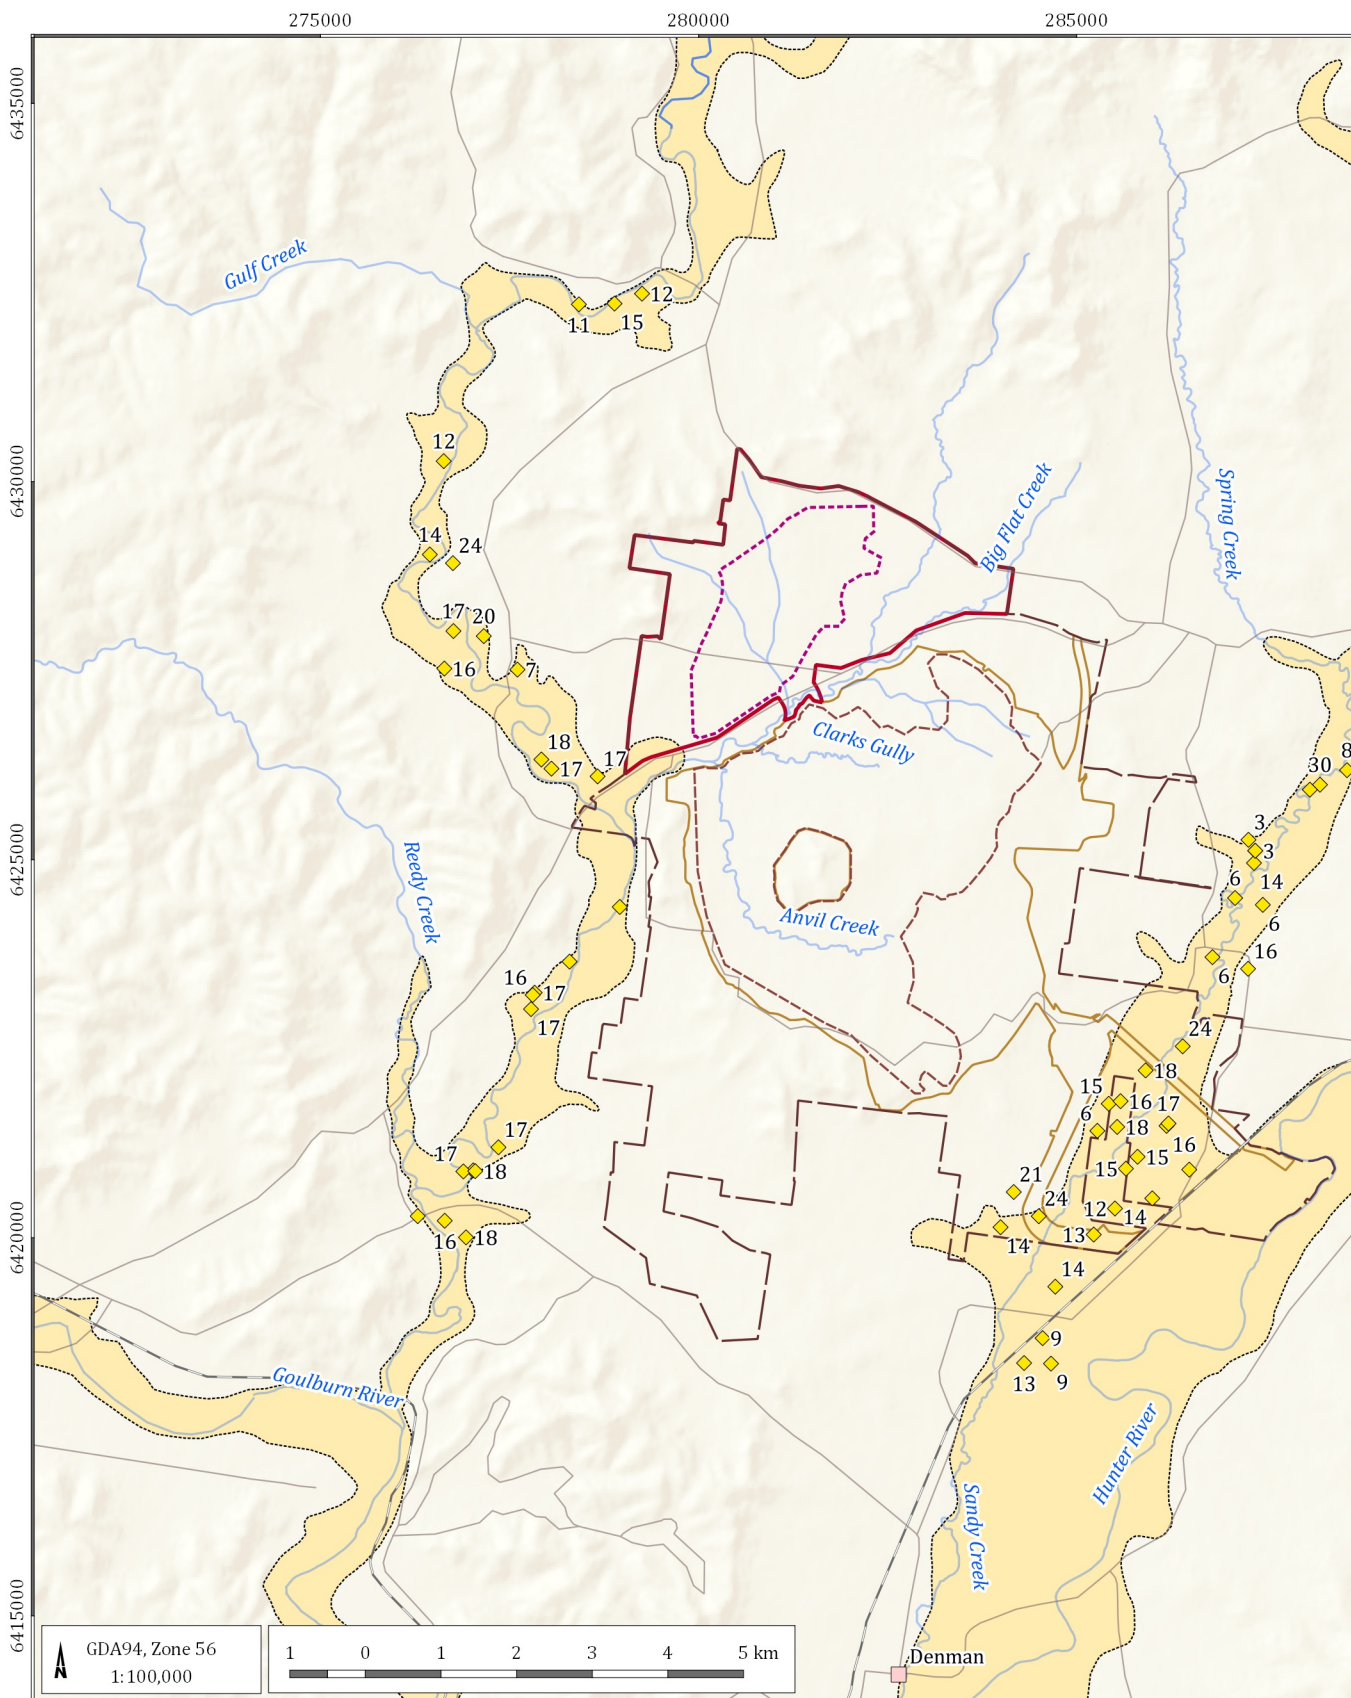 275000 280000 285000
6435000
Gulf Creek
12
11 15
12
6430000
Spring Creek
Big Flat Creek
14 24
17 20
16 7
18
17 17
Clarks Gully
8
30
3
6425000
3
Reedy Creek
6 14
Anvil Creek
6
16
6
16 17
17
24
18
15 16 17
6 18
16
17
15 15
17 18
21
24 12 14
6420000
16 18
14 13
14
9
13 9
Goulburn River
Hunter River
Sandy Creek
6415000
N
GDA94, Zone 56
1:100,000
1 0 1 2 3 4 5 km
Denman